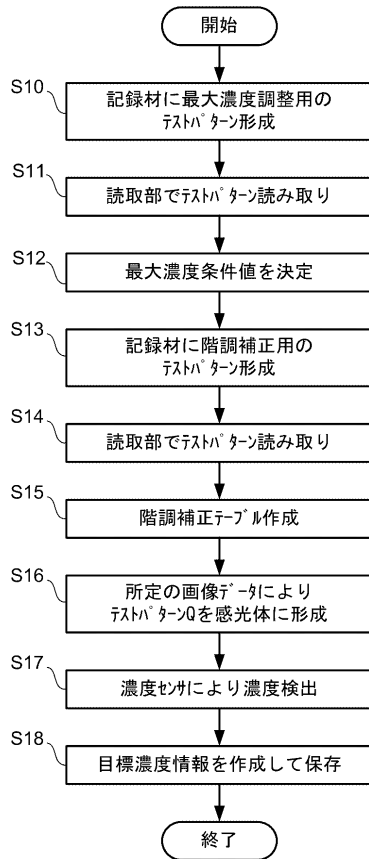 開始
S10
記録材に最大濃度調整用の
ﾃｽﾄﾊﾟﾀｰﾝ形成
S11
読取部でﾃｽﾄﾊﾟﾀｰﾝ読み取り
S12
最大濃度条件値を決定
S13
記録材に階調補正用の
ﾃｽﾄﾊﾟﾀｰﾝ形成
S14
読取部でﾃｽﾄﾊﾟﾀｰﾝ読み取り
S15
階調補正ﾃｰﾌﾞﾙ作成
S16
所定の画像ﾃﾞｰﾀにより
ﾃｽﾄﾊﾟﾀｰﾝQを感光体に形成
S17
濃度ｾﾝｻにより濃度検出
S18
目標濃度情報を作成して保存
終了